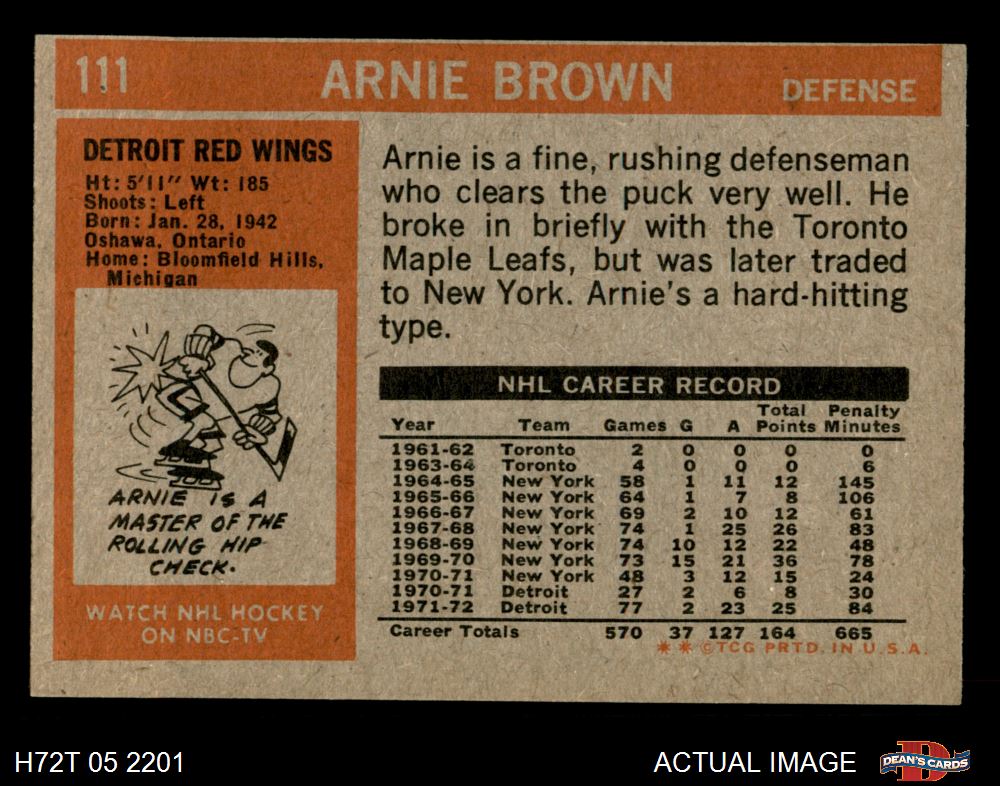 111 ARNIE BROWN DEFENSE
DETROIT RED WINGS
Ht: 5'11" Wt: 185
Shoots: Left
Born: Jan. 28, 1942
Oshawa, Ontario
Home: Bloomfield Hills,
Michigan
ARNIE IS A
MASTER OF THE
ROLLING HIP
CHECK.
WATCH NHL HOCKEY
ON NBC-TV
Arnie is a fine, rushing defenseman
who clears the puck very well. He
broke in briefly with the Toronto
Maple Leafs, but was later traded
to New York. Arnie's a hard-hitting
type.
NHL CAREER RECORD
Year Team Games G A Total Points Penalty Minutes
1961-62 Toronto 2 0 0 0 0
1963-64 Toronto 4 0 0 0 6
1964-65 New York 58 1 11 12 145
1965-66 New York 64 1 7 8 106
1966-67 New York 69 2 10 12 61
1967-68 New York 74 1 25 26 83
1968-69 New York 74 10 12 22 48
1969-70 New York 73 15 21 36 78
1970-71 New York 48 3 12 15 24
1970-71 Detroit 27 2 6 8 30
1971-72 Detroit 77 2 23 25 84
Career Totals 570 37 127 164 665
** ©TCG PRTD. IN U.S.A.
H72T 05 2201 ACTUAL IMAGE D DEAN'S CARDS